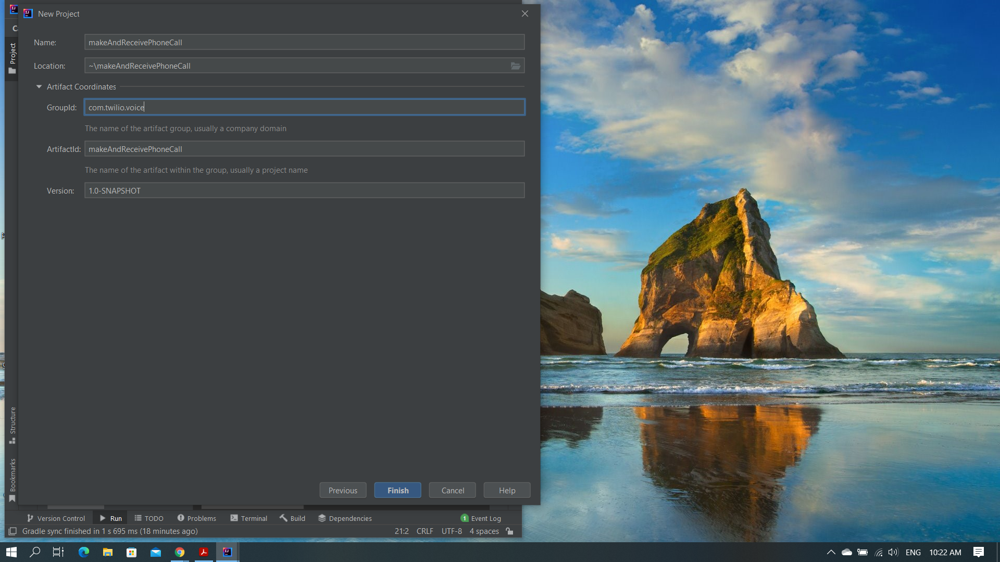 New Project
Name: makeAndReceivePhoneCall
Location: ~\makeAndReceivePhoneCall
Artifact Coordinates
GroupId: com.twilio.voice
The name of the artifact group, usually a company domain
ArtifactId: makeAndReceivePhoneCall
The name of the artifact within the group, usually a project name
Version: 1.0-SNAPSHOT
Project
Structure
Bookmarks
Previous Finish Cancel Help
Version Control Run TODO Problems Terminal Build Dependencies 1 Event Log
Gradle sync finished in 1 s 695 ms (18 minutes ago) 21:2 CRLF UTF-8 4 spaces
ENG 10:22 AM